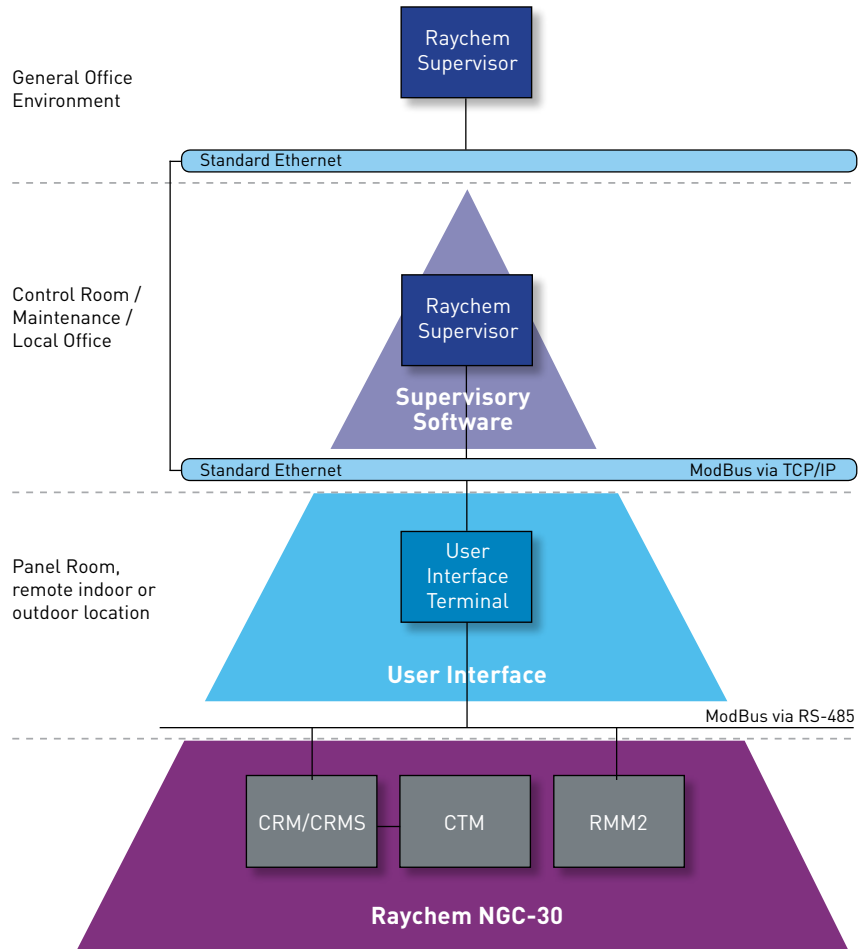 Raychem
Supervisor
General Office
Environment
Standard Ethernet
Control Room /
Maintenance /
Local Office
Raychem
Supervisor
Supervisory
Software
Standard Ethernet
ModBus via TCP/IP
Panel Room,
remote indoor or
outdoor location
User
Interface
Terminal
User Interface
ModBus via RS-485
CRM/CRMS
CTM
RMM2
Raychem NGC-30